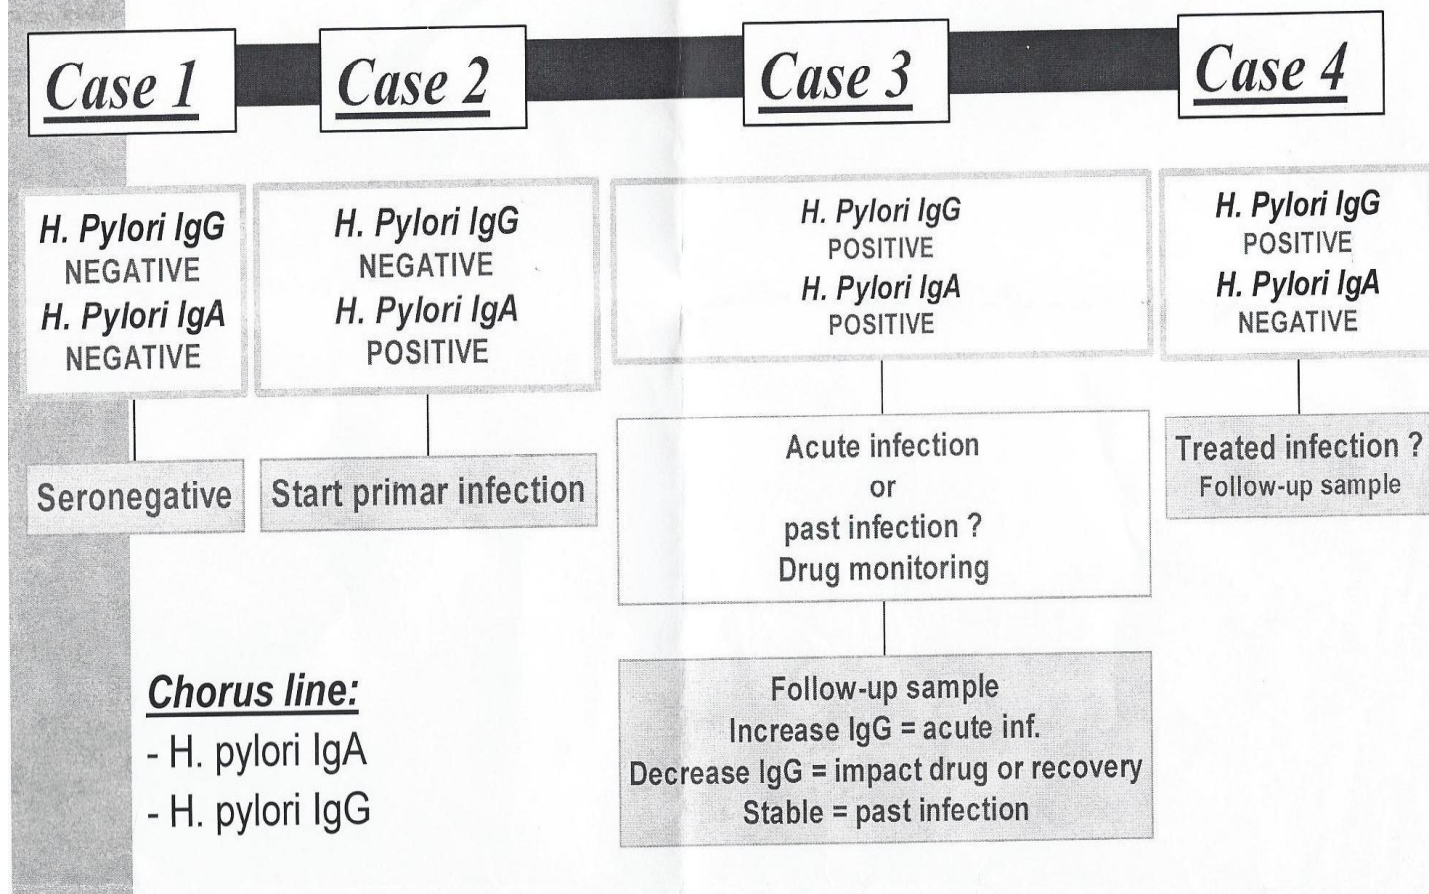 Case 1
Case 2
Case 3
Case 4
H. Pylori IgG
NEGATIVE
H. Pylori IgA
NEGATIVE
H. Pylori IgG
NEGATIVE
H. Pylori IgA
POSITIVE
H. Pylori IgG
POSITIVE
H. Pylori IgA
POSITIVE
H. Pylori IgG
POSITIVE
H. Pylori IgA
NEGATIVE
Seronegative
Start primar infection
Acute infection
or
past infection ?
Drug monitoring
Treated infection ?
Follow-up sample
Follow-up sample
Increase IgG = acute inf.
Decrease IgG = impact drug or recovery
Stable = past infection
Chorus line:
- H. pylori IgA
- H. pylori IgG